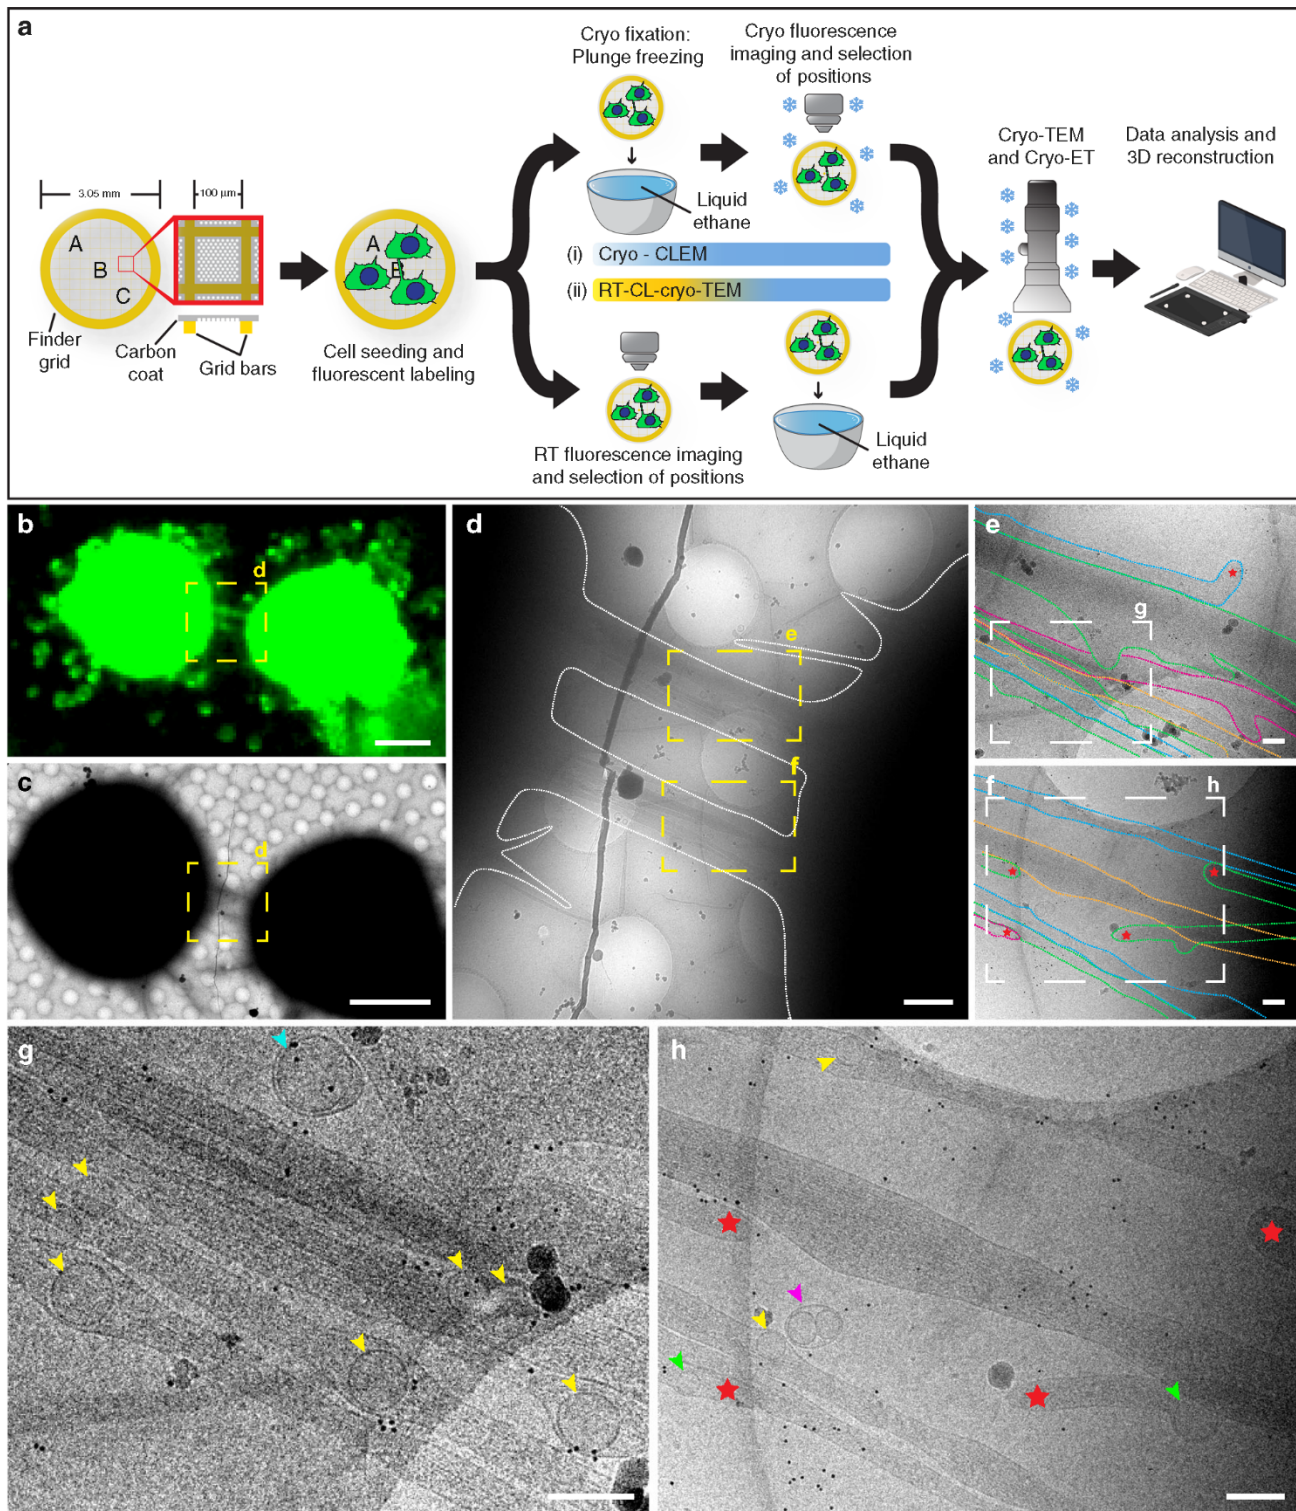 a
Cryo fixation:
Plunge freezing
Cryo fluorescence
imaging and selection
of positions
Cryo-TEM
and Cryo-ET
Data analysis and
3D reconstruction
3.05 mm
100 µm
Liquid
ethane
A
B
C
A
B
(i) Cryo - CLEM
(ii) RT-CL-cryo-TEM
Finder
grid
Carbon
coat
Grid bars
Cell seeding and
fluorescent labeling
RT fluorescence imaging
and selection of positions
Liquid
ethane
b
d
c
d
d
e
f
e
g
f
h
g
h